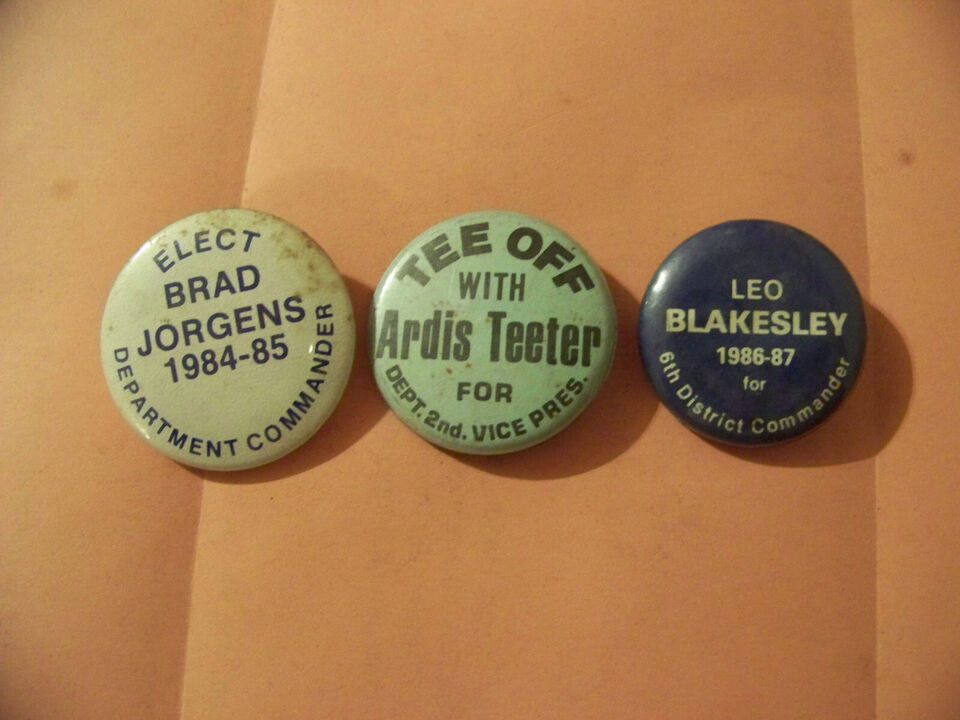 ELECT
BRAD
JORGENS
1984-85
DEPARTMENT COMMANDER
TEE OFF
WITH
Ardis Teeter
FOR
DEPT. 2nd. VICE PRES.
LEO
BLAKESLEY
1986-87
for
6th District Commander